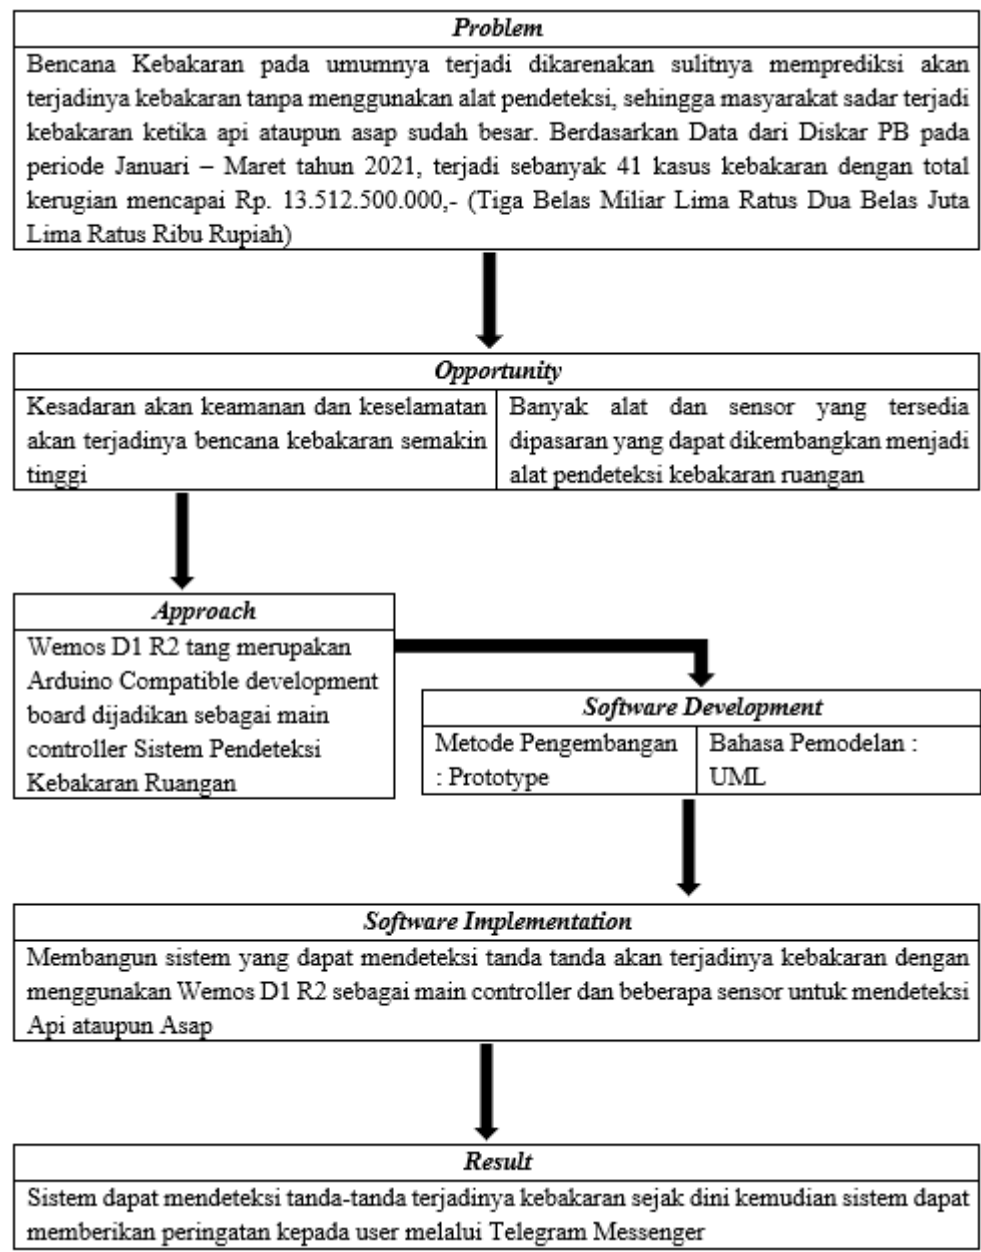 Problem
Bencana Kebakaran pada umumnya terjadi dikarenakan sulitnya memprediksi akan
terjadinya kebakaran tanpa menggunakan alat pendeteksi, sehingga masyarakat sadar terjadi
kebakaran ketika api ataupun asap sudah besar. Berdasarkan Data dari Diskar PB pada
periode Januari – Maret tahun 2021, terjadi sebanyak 41 kasus kebakaran dengan total
kerugian mencapai Rp. 13.512.500.000,- (Tiga Belas Miliar Lima Ratus Dua Belas Juta
Lima Ratus Ribu Rupiah)
Opportunity
Kesadaran akan keamanan dan keselamatan
akan terjadinya bencana kebakaran semakin
tinggi
Banyak alat dan sensor yang tersedia
dipasaran yang dapat dikembangkan menjadi
alat pendeteksi kebakaran ruangan
Approach
Wemos D1 R2 tang merupakan
Arduino Compatible development
board dijadikan sebagai main
controller Sistem Pendeteksi
Kebakaran Ruangan
Software Development
Metode Pengembangan
: Prototype
Bahasa Pemodelan :
UML
Software Implementation
Membangun sistem yang dapat mendeteksi tanda tanda akan terjadinya kebakaran dengan
menggunakan Wemos D1 R2 sebagai main controller dan beberapa sensor untuk mendeteksi
Api ataupun Asap
Result
Sistem dapat mendeteksi tanda-tanda terjadinya kebakaran sejak dini kemudian sistem dapat
memberikan peringatan kepada user melalui Telegram Messenger